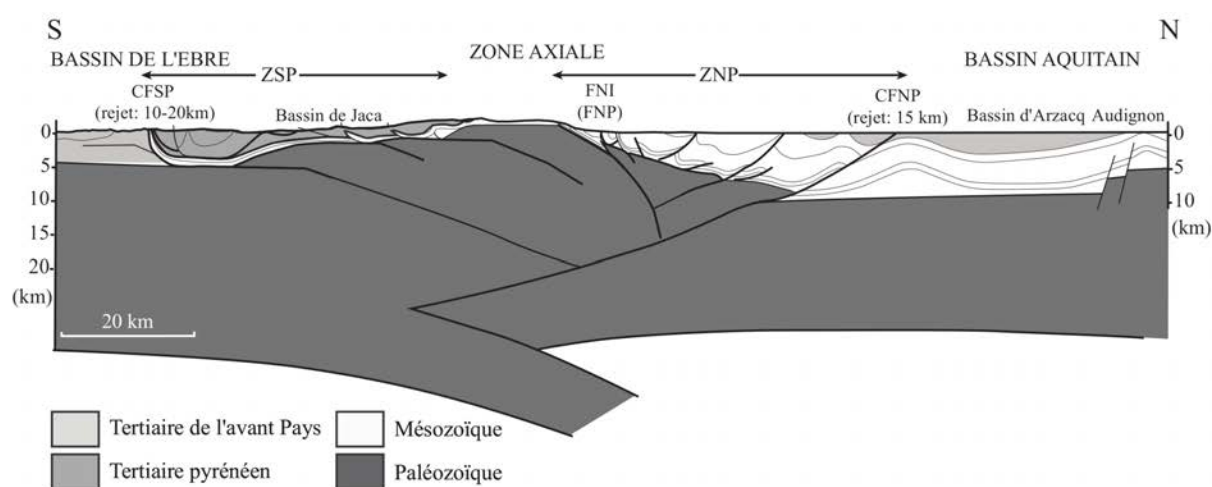 S
N
BASSIN DE L'EBRE
ZONE AXIALE
BASSIN AQUITAIN
ZSP
ZNP
CFSP
(rejet: 10-20km)
Bassin de Jaca
FNI
(FNP)
CFNP
(rejet: 15 km)
Bassin d'Arzacq
Audignon
0
5
10
15
20
(km)
0
5
10
(km)
20 km
Tertiaire de l'avant Pays
Mésozoïque
Tertiaire pyrénéen
Paléozoïque